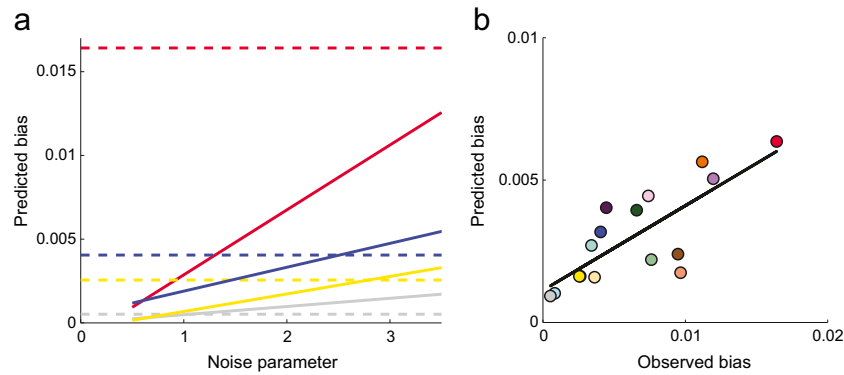 a
Predicted bias
0.015
0.01
0.005
0
0
1
2
3
Noise parameter
b
Predicted bias
0.01
0.005
0
0
0.01
0.02
Observed bias